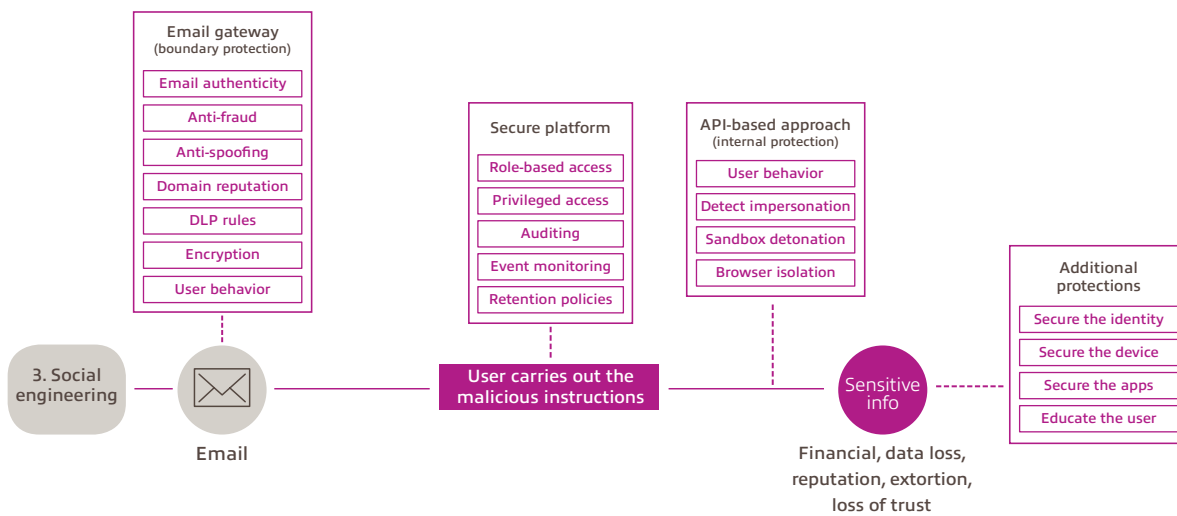 Email gateway
(boundary protection)
Email authenticity
Anti-fraud
Anti-spoofing
Domain reputation
DLP rules
Encryption
User behavior
Secure platform
Role-based access
Privileged access
Auditing
Event monitoring
Retention policies
API-based approach
(internal protection)
User behavior
Detect impersonation
Sandbox detonation
Browser isolation
Additional
protections
Secure the identity
Secure the device
Secure the apps
Educate the user
3. Social
engineering
Email
User carries out the
malicious instructions
Sensitive
info
Financial, data loss,
reputation, extortion,
loss of trust